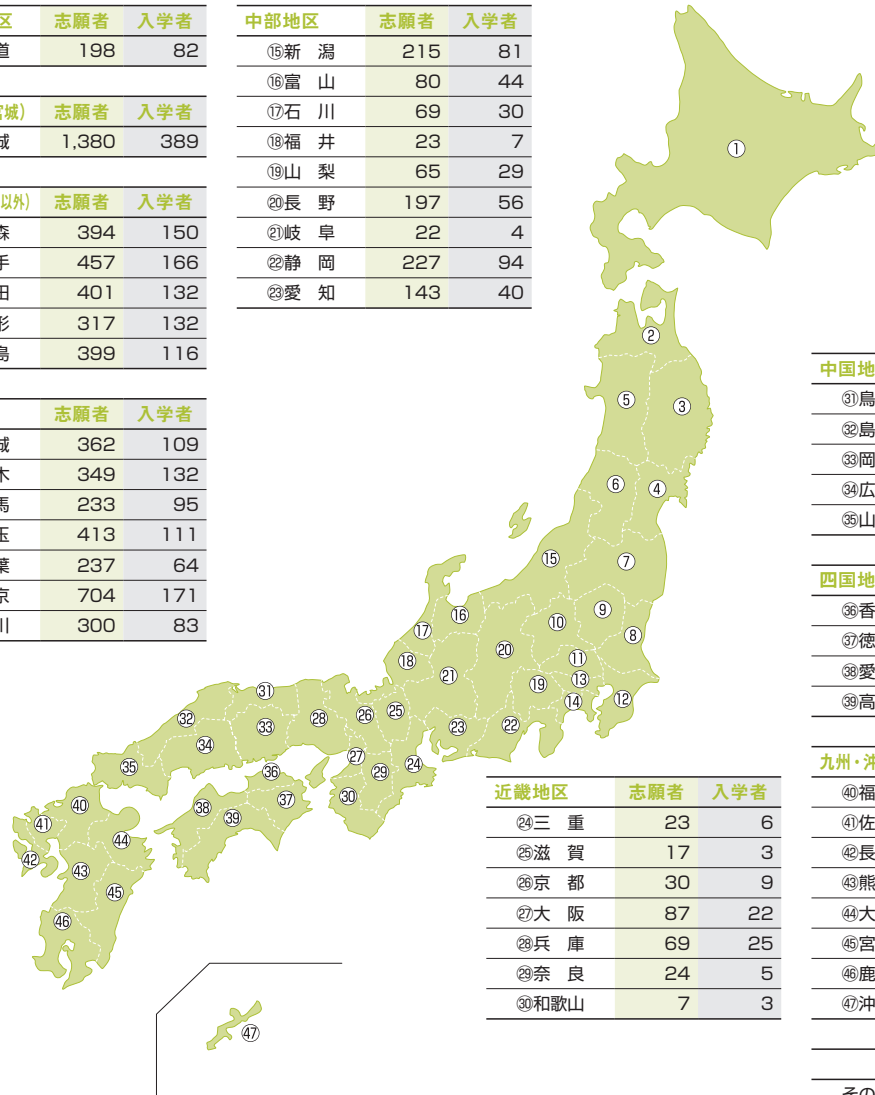 区 志願者 入学者
道 198 82
宮城) 志願者 入学者
城 1,380 389
以外) 志願者 入学者
森 394 150
手 457 166
田 401 132
形 317 132
島 399 116
志願者 入学者
城 362 109
木 349 132
馬 233 95
玉 413 111
葉 237 64
京 704 171
川 300 83
中部地区 志願者 入学者
⑮新 潟 215 81
⑯富 山 80 44
⑰石 川 69 30
⑱福 井 23 7
⑲山 梨 65 29
⑳長 野 197 56
㉑岐 阜 22 4
㉒静 岡 227 94
㉓愛 知 143 40
①
②
⑤
③
⑥
④
⑮
⑦
⑨
⑯
⑩
⑰
⑧
⑳
⑱
⑪
㉑
⑬
⑲
㉛
⑭
⑫
㉕
㉖
㉘
㉜
㉝
㉓
㉒
㉞
㉗
㉔
㉟
㊱
㉙
㉚
㊲
㊵
㊳
㊴
㊶
㊹
㊷
㊸
㊺
㊻
㊼
近畿地区 志願者 入学者
㉔三 重 23 6
㉕滋 賀 17 3
㉖京 都 30 9
㉗大 阪 87 22
㉘兵 庫 69 25
㉙奈 良 24 5
㉚和歌山 7 3
中国地
㉛鳥
㉜島
㉝岡
㉞広
㉟山
四国地
㊱香
㊲徳
㊳愛
㊴高
九州・沖
㊵福
㊶佐
㊷長
㊸熊
㊹大
㊺宮
㊻鹿
㊼沖
その